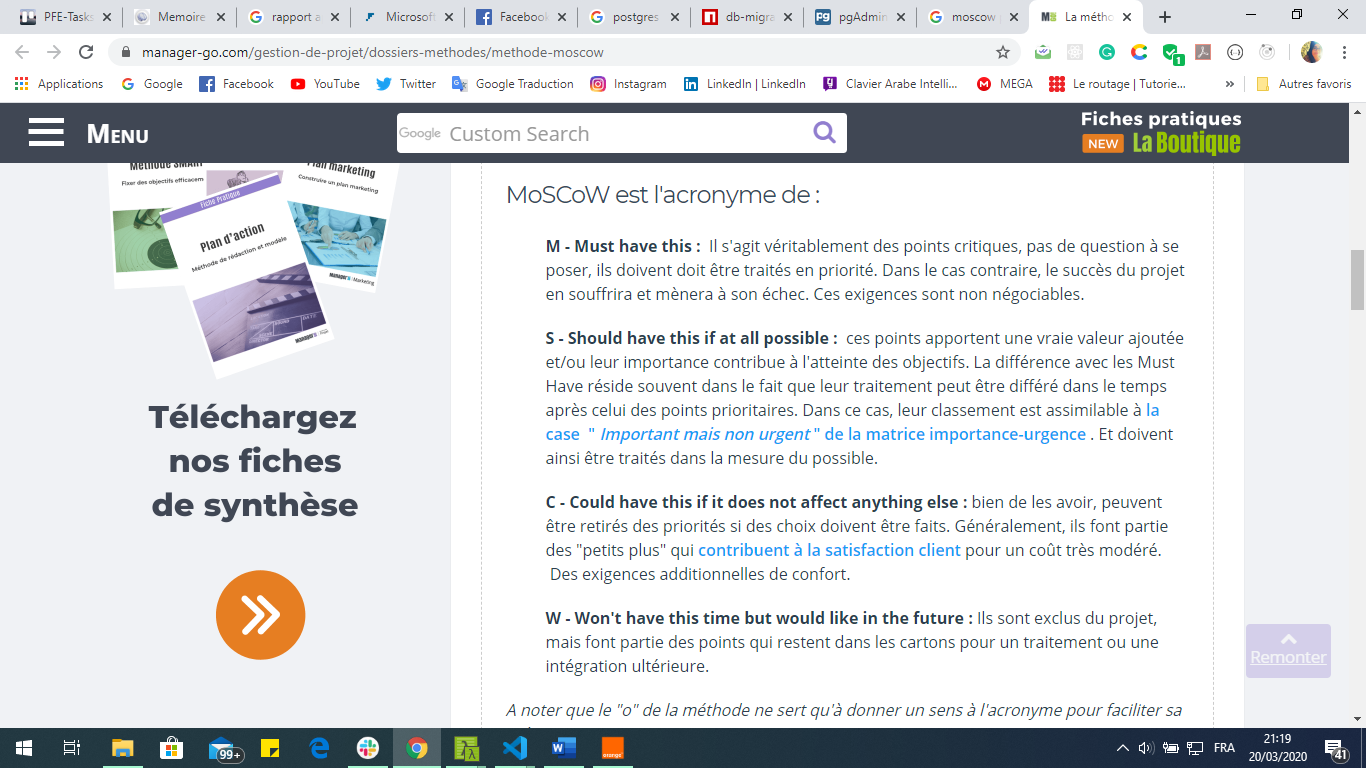 PFE-Tasks
Memoire
rapport a
Microsoft
Facebook
postgres
db-migra
pgAdmin
moscow
La métho
manager-go.com/gestion-de-projet/dossiers-methodes/methode-moscow
Applications
Google
Facebook
YouTube
Twitter
Google Traduction
Instagram
LinkedIn | LinkedIn
Clavier Arabe Intelli...
MEGA
Le routage | Tutorie...
»
Autres favoris
MENU
Google Custom Search
Fiches pratiques
NEW La Boutique
Méthode SMART
Fixer des objectifs efficacem
Plan marketing
Construire un plan marketing
Fiche Pratique
Plan d'action
Méthode de rédaction et modèle
Téléchargez
nos fiches
de synthèse
MoSCoW est l'acronyme de :
M - Must have this : Il s'agit véritablement des points critiques, pas de question à se
poser, ils doivent doit être traités en priorité. Dans le cas contraire, le succès du projet
en souffrira et mènera à son échec. Ces exigences sont non négociables.
S - Should have this if at all possible : ces points apportent une vraie valeur ajoutée
et/ou leur importance contribue à l'atteinte des objectifs. La différence avec les Must
Have réside souvent dans le fait que leur traitement peut être différé dans le temps
après celui des points prioritaires. Dans ce cas, leur classement est assimilable à la
case " Important mais non urgent " de la matrice importance-urgence . Et doivent
ainsi être traités dans la mesure du possible.
C - Could have this if it does not affect anything else : bien de les avoir, peuvent
être retirés des priorités si des choix doivent être faits. Généralement, ils font partie
des "petits plus" qui contribuent à la satisfaction client pour un coût très modéré.
Des exigences additionnelles de confort.
W - Won't have this time but would like in the future : Ils sont exclus du projet,
mais font partie des points qui restent dans les cartons pour un traitement ou une
intégration ultérieure.
A noter que le "o" de la méthode ne sert qu'à donner un sens à l'acronyme pour faciliter sa
Remonter
99+
FRA
21:19
20/03/2020
41